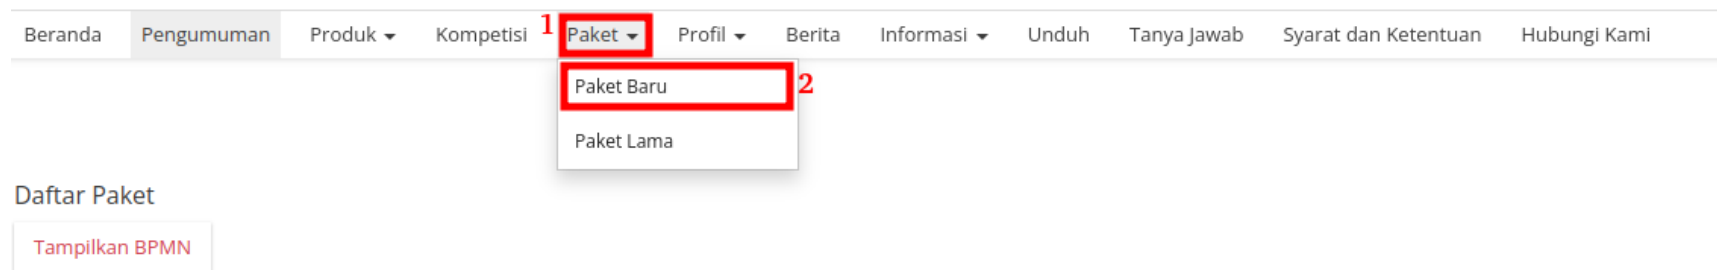 Beranda Pengumuman Produk Kompetisi 1 Paket Profil Berita Informasi Unduh Tanya Jawab Syarat dan Ketentuan Hubungi Kami
Paket Baru 2
Paket Lama
Daftar Paket
Tampilkan BPMN